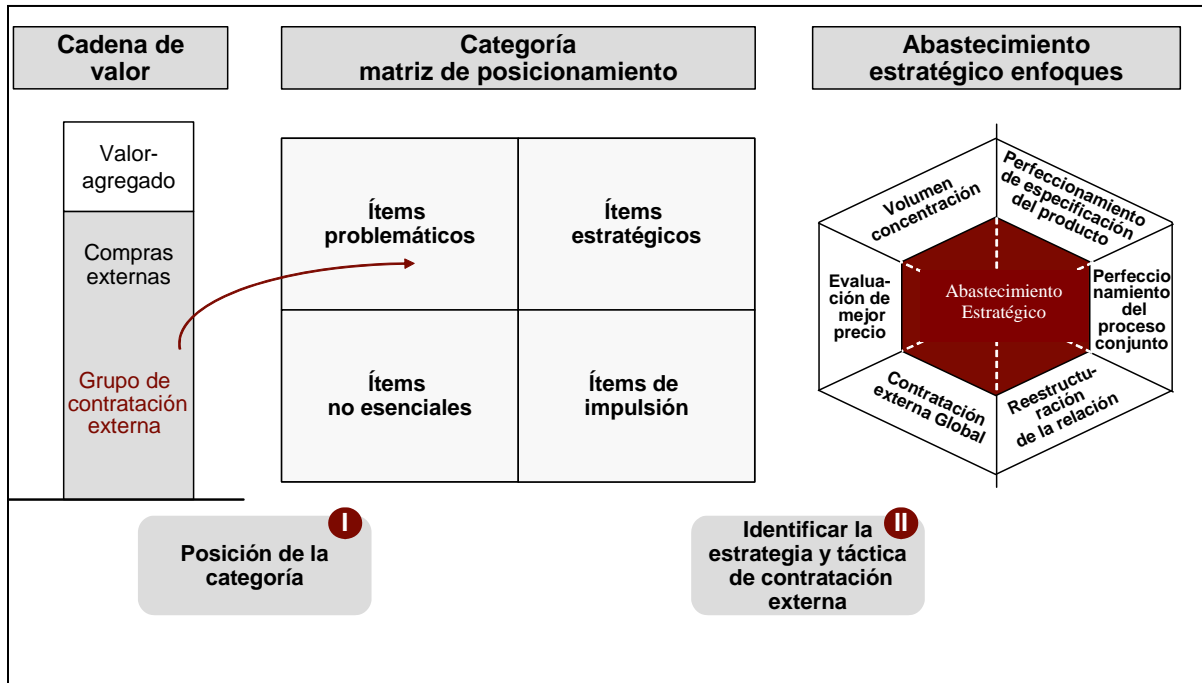 Cadena de
valor
Categoría
matriz de posicionamiento
Abastecimiento
estratégico enfoques
Valor-
agregado
Compras
externas
Grupo de
contratación
externa
Ítems
problemáticos
Ítems
estratégicos
Ítems
no esenciales
Ítems de
impulsión
Volumen
concentración
Perfeccionamiento
de especificación
del producto
Evalua-
ción de
mejor
precio
Abastecimiento
Estratégico
Perfeccio
namiento
del
proceso
conjunto
Contratación
externa Global
Reestructu-
ración
de la relación
I
Posición de la
categoría
II
Identificar la
estrategia y táctica
de contratación
externa